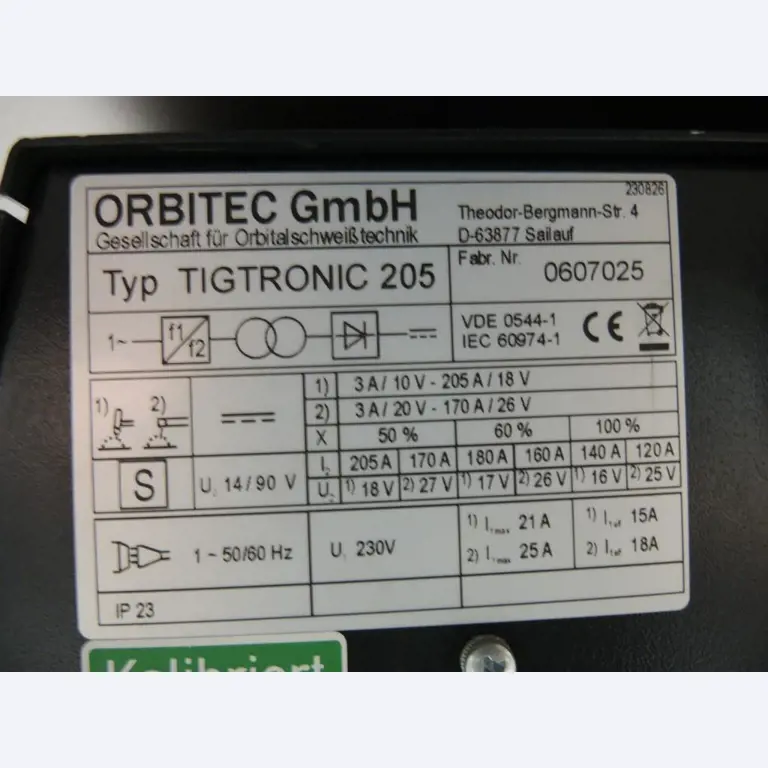 230826
ORBITEC GmbH
Gesellschaft für Orbitalschweißtechnik
Theodor-Bergmann-Str. 4
D-63877 Sailauf
Typ TIGTRONIC 205
Fabr. Nr. 0607025
1~ f1 f2
VDE 0544-1
IEC 60974-1
CE
1) 2)
1) 3 A / 10 V - 205 A / 18 V
2) 3 A / 20 V - 170 A / 26 V
X 50 % 60 % 100 %
S
U₀ 14 / 90 V
I₂ 205 A 170 A 180 A 160 A 140 A 120 A
U₂ 1) 18 V 2) 27 V 1) 17 V 2) 26 V 1) 16 V 2) 25 V
1 ~ 50/60 Hz
U₁ 230V
1) I₁max 21 A
2) I₁max 25 A
1) I₁eff 15A
2) I₁eff 18A
IP 23
Kalibriert